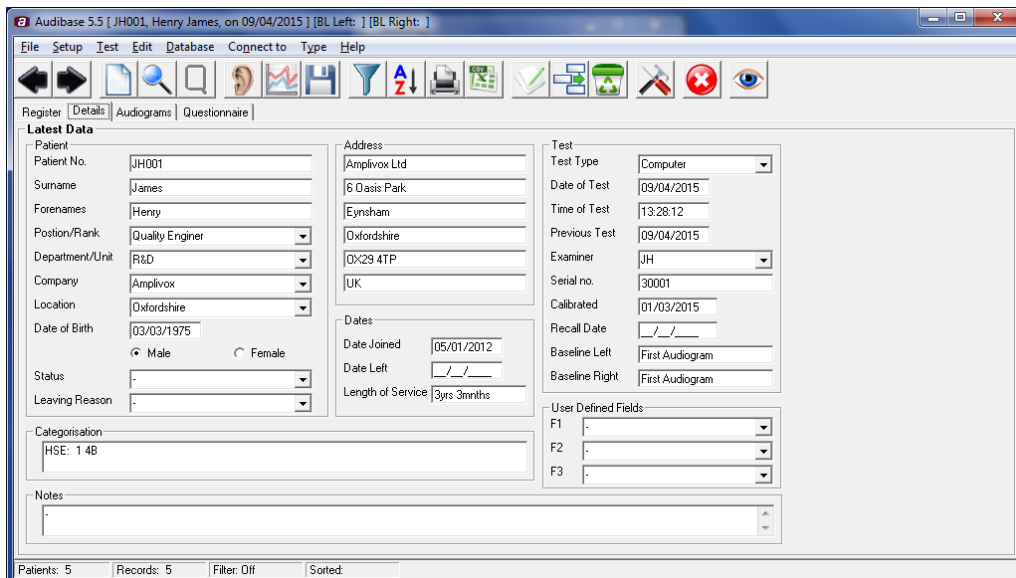 Audibase 5.5 [ JH001, Henry James, on 09/04/2015 ] [BL Left:  ] [BL Right:  ]
File Setup Test Edit Database Connect to Type Help
CSV
A
Z
Register Details Audiograms Questionnaire
Latest Data
Patient
Patient No. JH001
Surname James
Forenames Henry
Postion/Rank Quality Enginer
Department/Unit R&D
Company Amplivox
Location Oxfordshire
Date of Birth 03/03/1975
Male Female
Status -
Leaving Reason -
Address
Amplivox Ltd
6 Oasis Park
Eynsham
Oxfordshire
OX29 4TP
UK
Dates
Date Joined 05/01/2012
Date Left __/__/____
Length of Service 3yrs 3mnths
Test
Test Type Computer
Date of Test 09/04/2015
Time of Test 13:28:12
Previous Test 09/04/2015
Examiner JH
Serial no. 30001
Calibrated 01/03/2015
Recall Date __/__/____
Baseline Left First Audiogram
Baseline Right First Audiogram
User Defined Fields
F1 -
F2 -
F3 -
Categorisation
HSE:  1 4B
Notes
-
Patients: 5 Records: 5 Filter: Off Sorted: